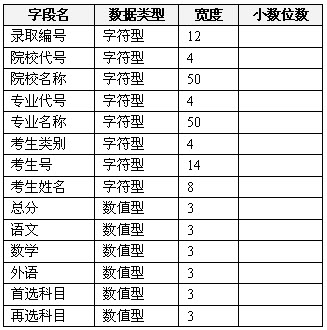 字段名 数据类型 宽度 小数位数
录取编号 字符型 12
院校代号 字符型 4
院校名称 字符型 50
专业代号 字符型 4
专业名称 字符型 50
考生类别 字符型 4
考生号 字符型 14
考生姓名 字符型 8
总分 数值型 3
语文 数值型 3
数学 数值型 3
外语 数值型 3
首选科目 数值型 3
再选科目 数值型 3